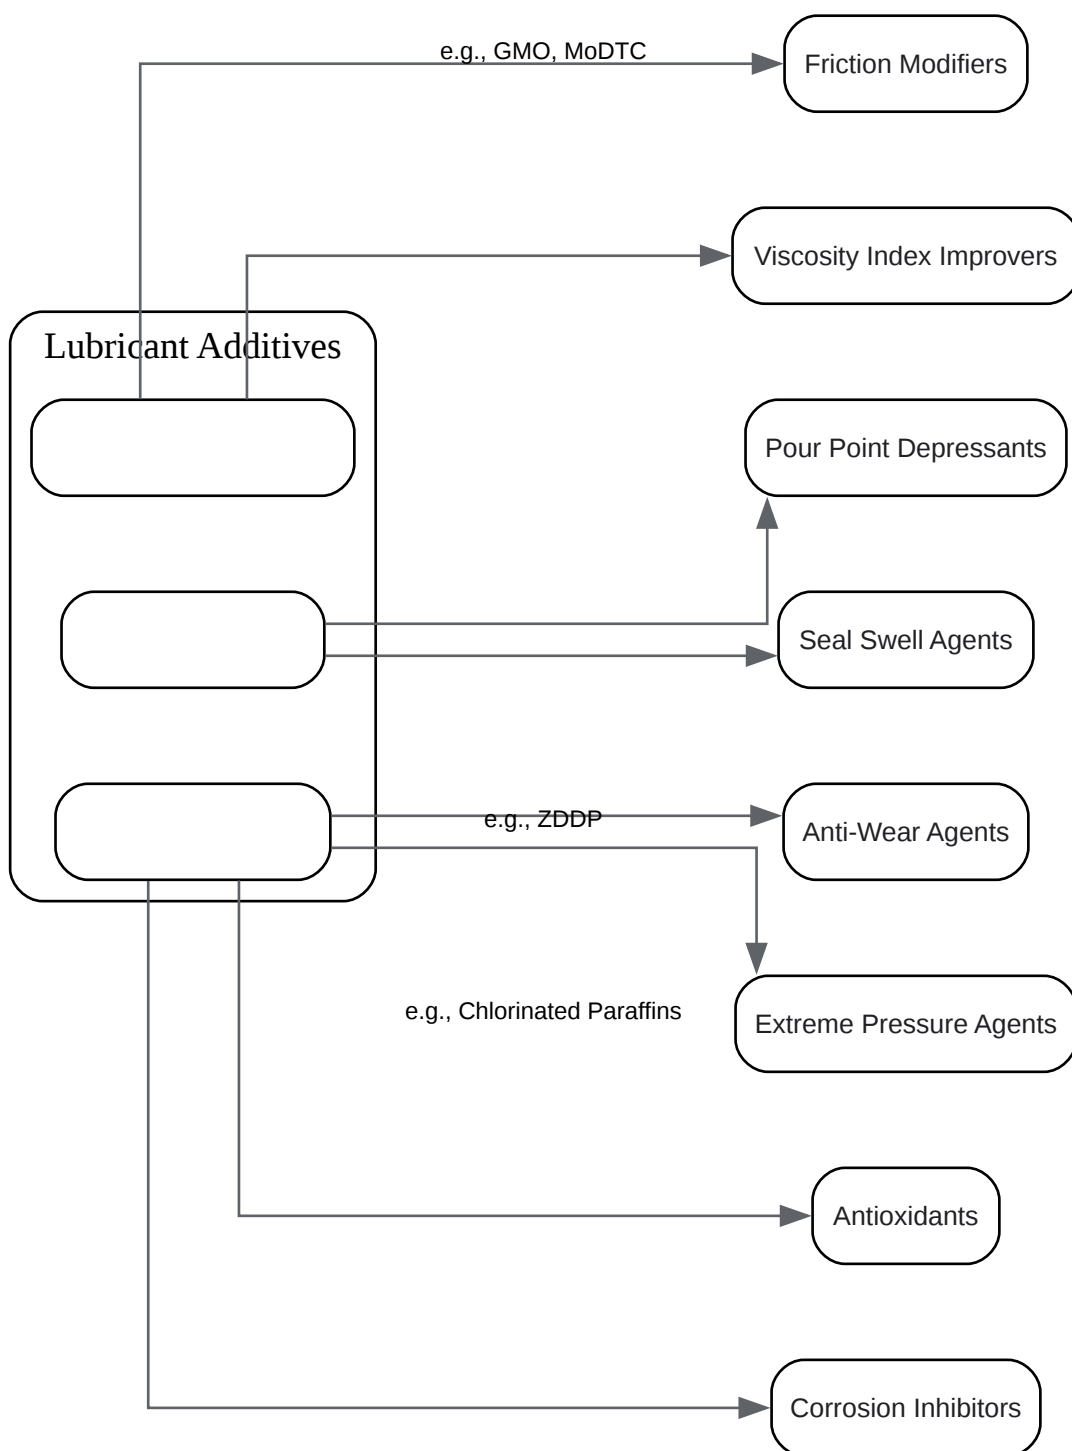 e.g., GMO, MoDTC
Friction Modifiers
Viscosity Index Improvers
Lubricant Additives
Pour Point Depressants
Seal Swell Agents
e.g., ZDDP
Anti-Wear Agents
e.g., Chlorinated Paraffins
Extreme Pressure Agents
Antioxidants
Corrosion Inhibitors